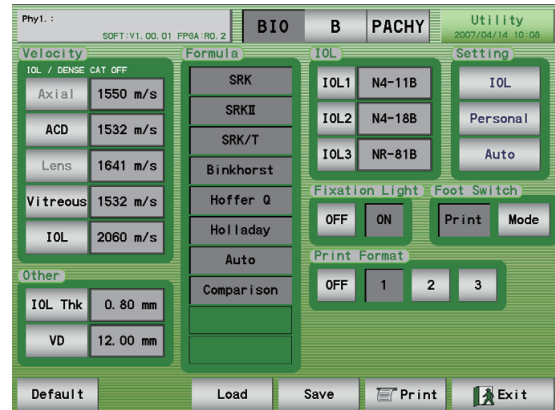 Phy1. :
SOFT:V1.00.01 FPGA:R0.2
BIO
B
PACHY
Utility
2007/04/14 10:08
Velocity
IOL / DENSE CAT OFF
Axial 1550 m/s
ACD 1532 m/s
Lens 1641 m/s
Vitreous 1532 m/s
IOL 2060 m/s
Other
IOL Thk 0.80 mm
VD 12.00 mm
Formula
SRK
SRKII
SRK/T
Binkhorst
Hoffer Q
Holladay
Auto
Comparison
IOL
IOL1 N4-11B
IOL2 N4-18B
IOL3 NR-81B
Setting
IOL
Personal
Auto
Fixation Light
OFF ON
Foot Switch
Print Mode
Print Format
OFF 1 2 3
Default
Load
Save
Print
Exit